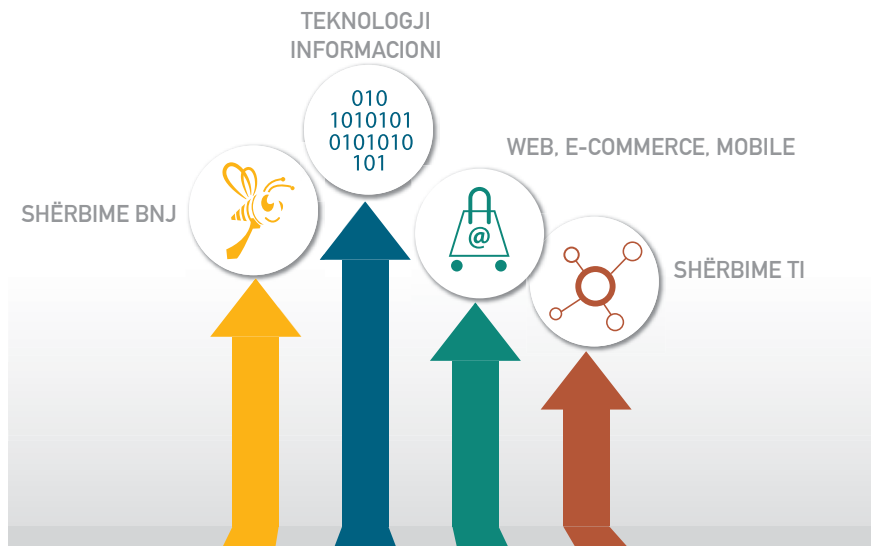 TEKNOLOGJI
INFORMACIONI
010
1010101
0101010
101
WEB, E-COMMERCE, MOBILE
SHËRBIME BNJ
@
SHËRBIME TI